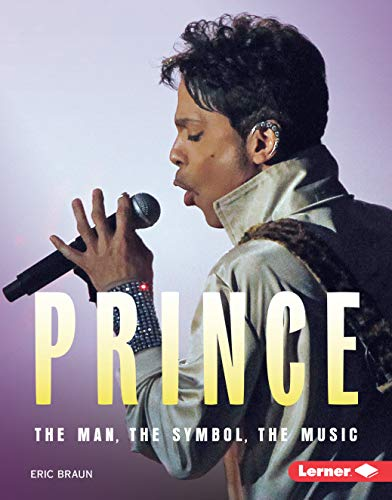 PRINCE
THE MAN, THE SYMBOL, THE MUSIC
ERIC BRAUN
Lerner